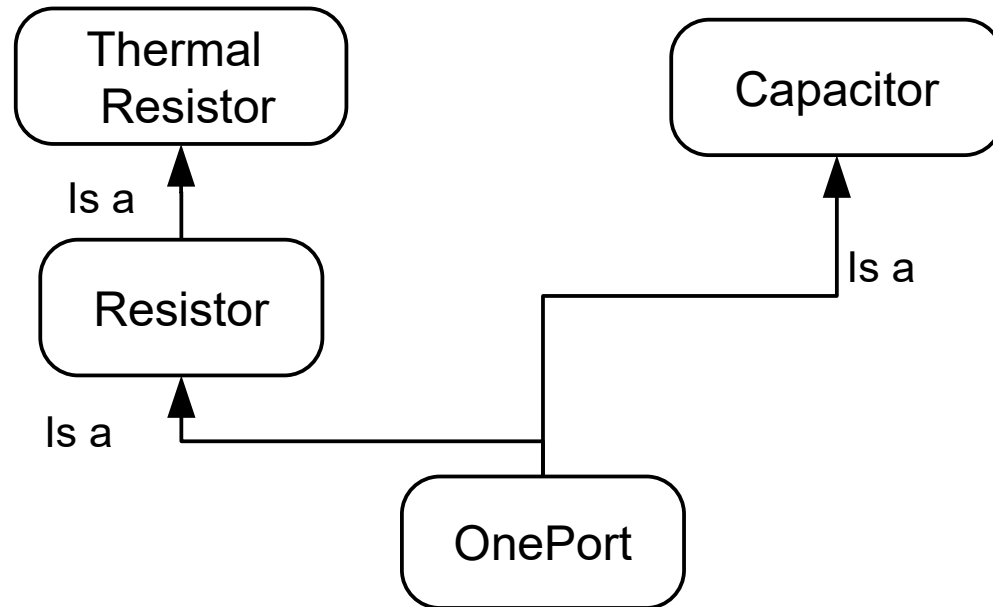 Thermal
Resistor
Capacitor
Is a
Is a
Resistor
Is a
OnePort